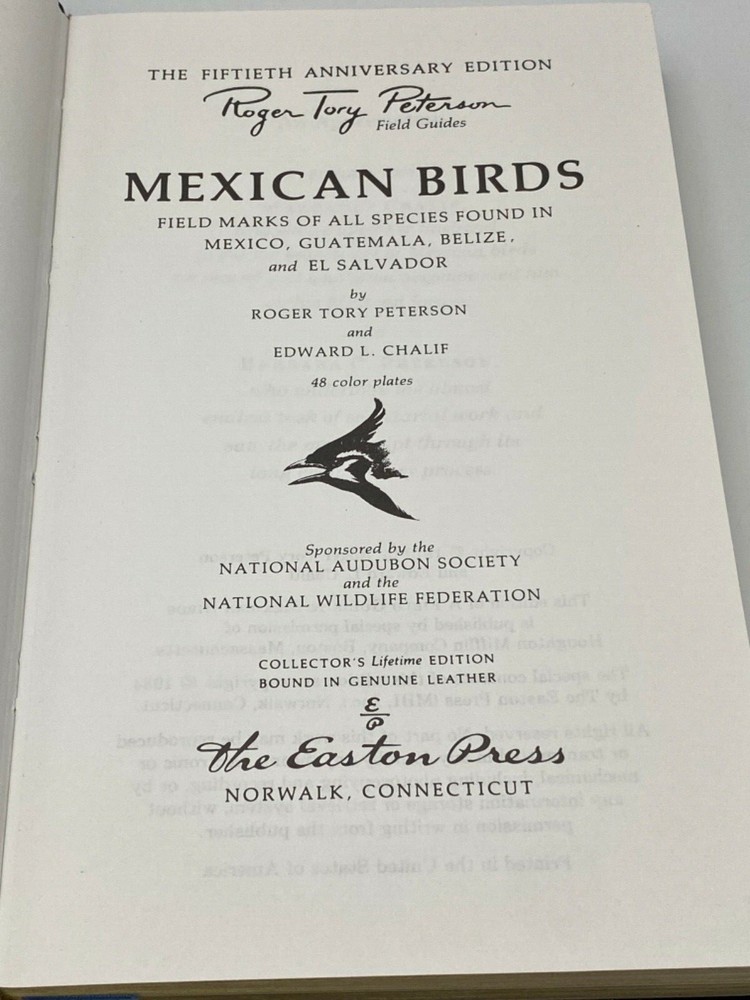 THE FIFTIETH ANNIVERSARY EDITION
Roger Tory Peterson
Field Guides
MEXICAN BIRDS
FIELD MARKS OF ALL SPECIES FOUND IN
MEXICO, GUATEMALA, BELIZE,
and EL SALVADOR
by
ROGER TORY PETERSON
and
EDWARD L. CHALIF
48 color plates
Sponsored by the
NATIONAL AUDUBON SOCIETY
and the
NATIONAL WILDLIFE FEDERATION
COLLECTOR'S Lifetime EDITION
BOUND IN GENUINE LEATHER
E
P
The Easton Press
NORWALK, CONNECTICUT